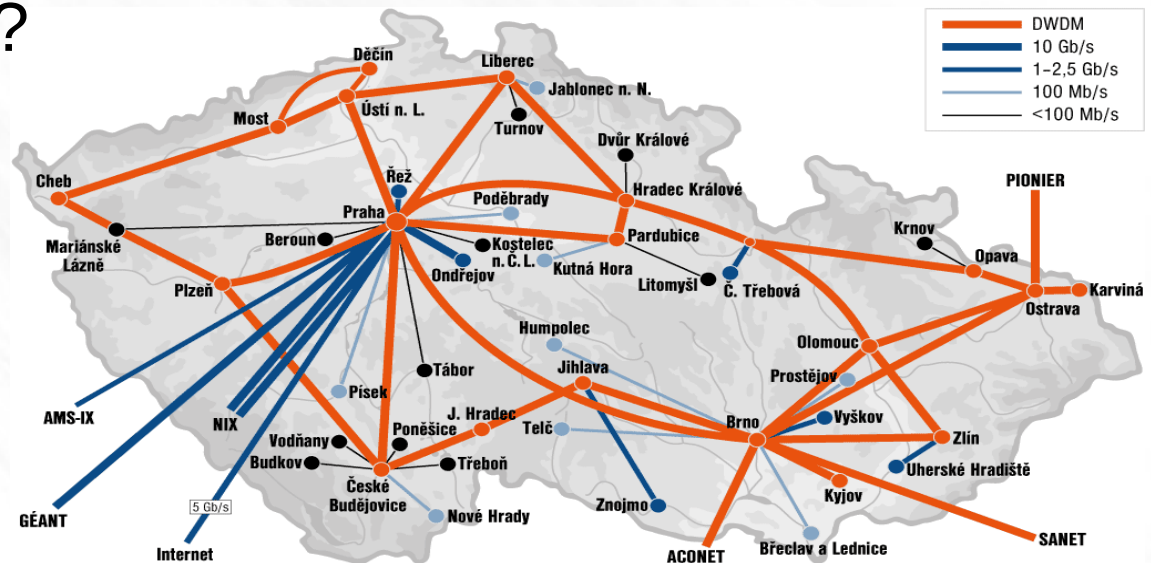 ?
DWDM
10 Gb/s
1–2,5 Gb/s
100 Mb/s
<100 Mb/s
Děčín
Liberec
Jablonec n. N.
Ústí n. L.
Most
Turnov
Dvůr Králové
Cheb
Řež
Hradec Králové
PIONIER
Poděbrady
Praha
Krnov
Mariánské
Lázně
Beroun
Kostelec
n. Č. L.
Pardubice
Opava
Ondřejov
Kutná Hora
Litomyšl
Č. Třebová
Karviná
Plzeň
Ostrava
Humpolec
Olomouc
Jihlava
Tábor
Prostějov
Písek
AMS-IX
NIX
J. Hradec
Vyškov
Brno
Telč
Poněšice
Vodňany
Zlín
Budkov
Třeboň
Uherské Hradiště
České
Budějovice
Kyjov
5 Gb/s
Znojmo
GÉANT
Nové Hrady
SANET
Internet
ACONET
Břeclav a Lednice